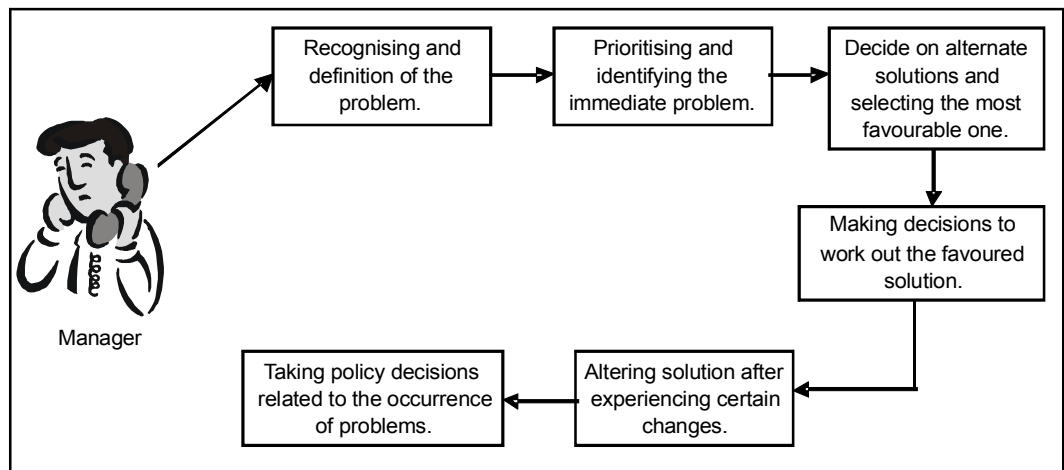 Recognising and
definition of the
problem.
Prioritising and
identifying the
immediate problem.
Decide on alternate
solutions and
selecting the most
favourable one.
Making decisions to
work out the favoured
solution.
Manager
Altering solution after
experiencing certain
changes.
Taking policy decisions
related to the occurrence
of problems.